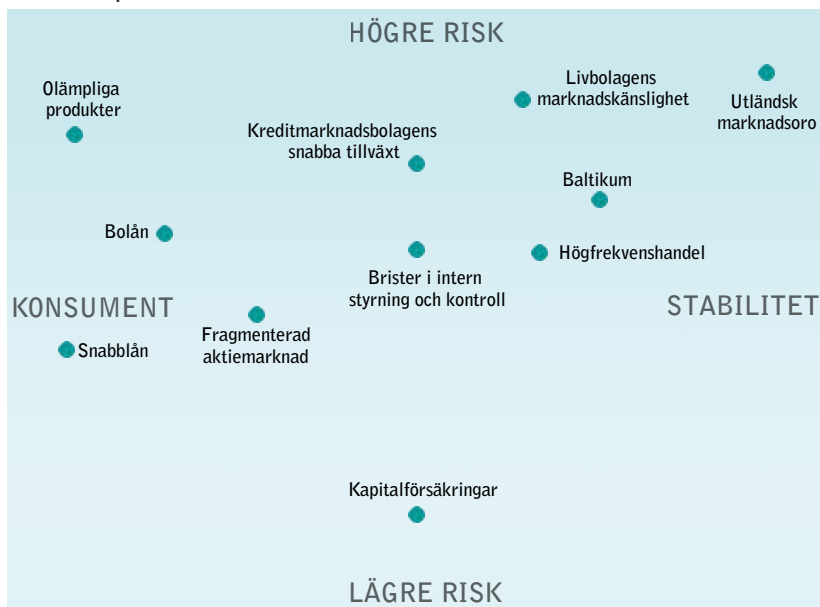 HÖGRE RISK
Olämpliga
produkter
Livbolagens
marknadskänslighet
Utländsk
marknadsoro
Kreditmarknadsbolagens
snabba tillväxt
Baltikum
Bolån
Högfrekvenshandel
Brister i intern
styrning och kontroll
KONSUMENT
STABILITET
Fragmenterad
aktiemarknad
Snabblån
Kapitalförsäkringar
LÄGRE RISK